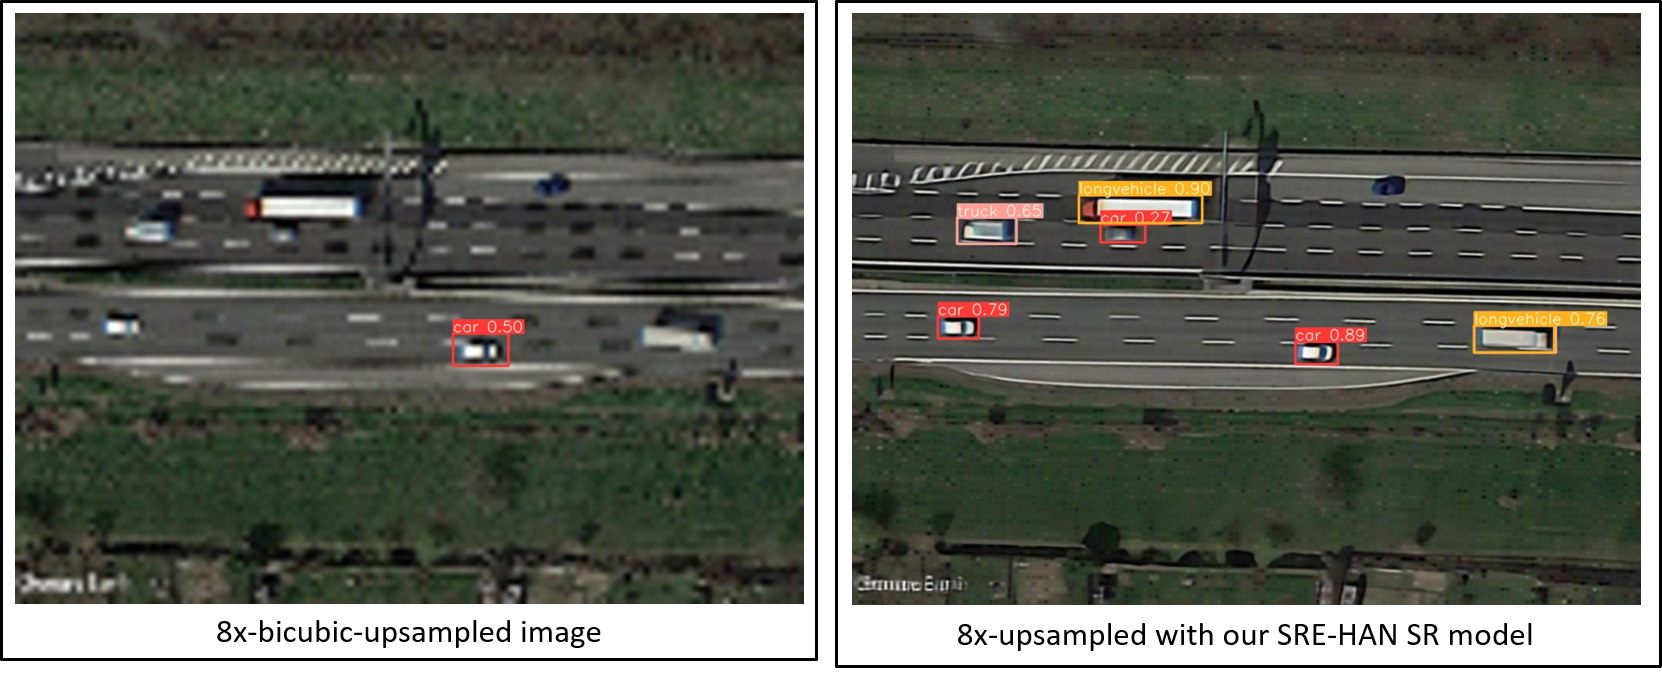 car 0.50
8x-bicubic-upsampled image
longvehicle 0.90
truck 0.65
car 0.27
car 0.79
longvehicle 0.76
car 0.89
8x-upsampled with our SRE-HAN SR model